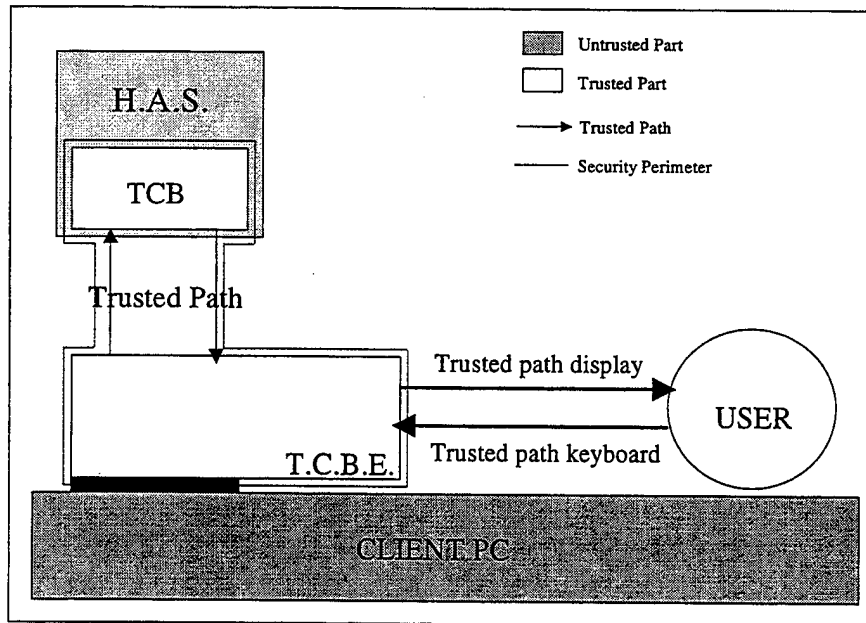 Untrusted Part
Trusted Part
Trusted Path
Security Perimeter
H.A.S.
TCB
Trusted Path
Trusted path display
USER
Trusted path keyboard
T.C.B.E.
CLIENT PC